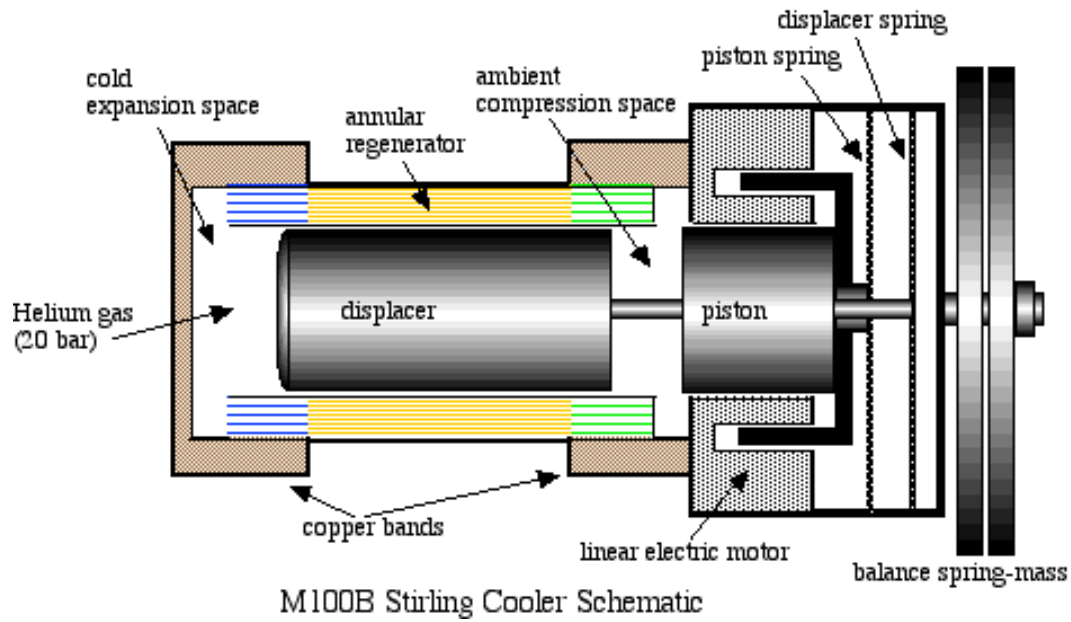 displacer spring
piston spring
cold
expansion space
ambient
compression space
annular
regenerator
Helium gas
(20 bar)
displacer
piston
copper bands
linear electric motor
balance spring-mass
M100B Stirling Cooler Schematic